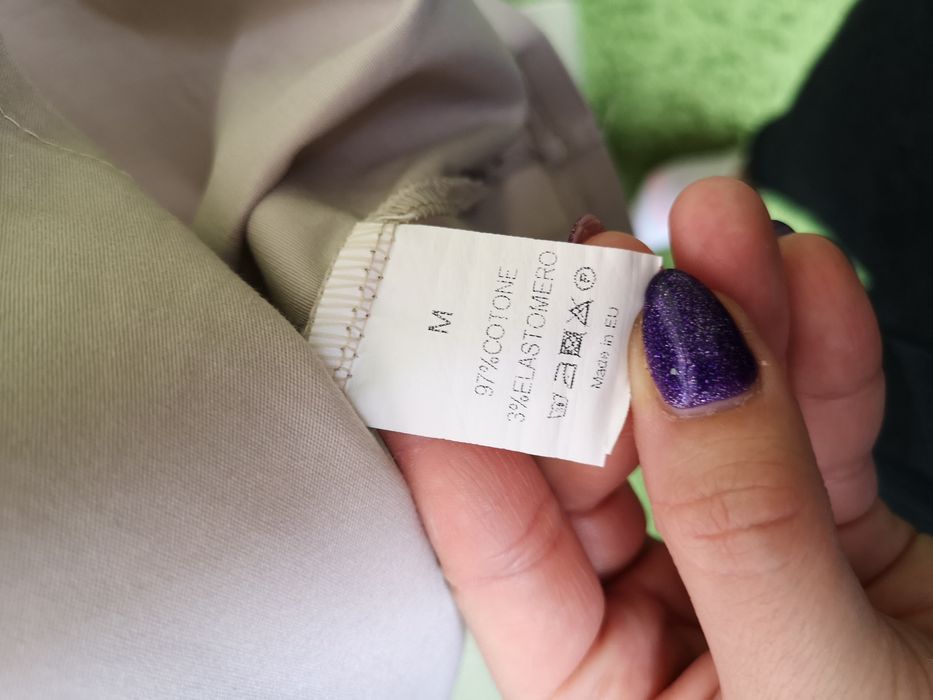 M
97%COTONE
3%ELASTOMERO
P
Made in EU